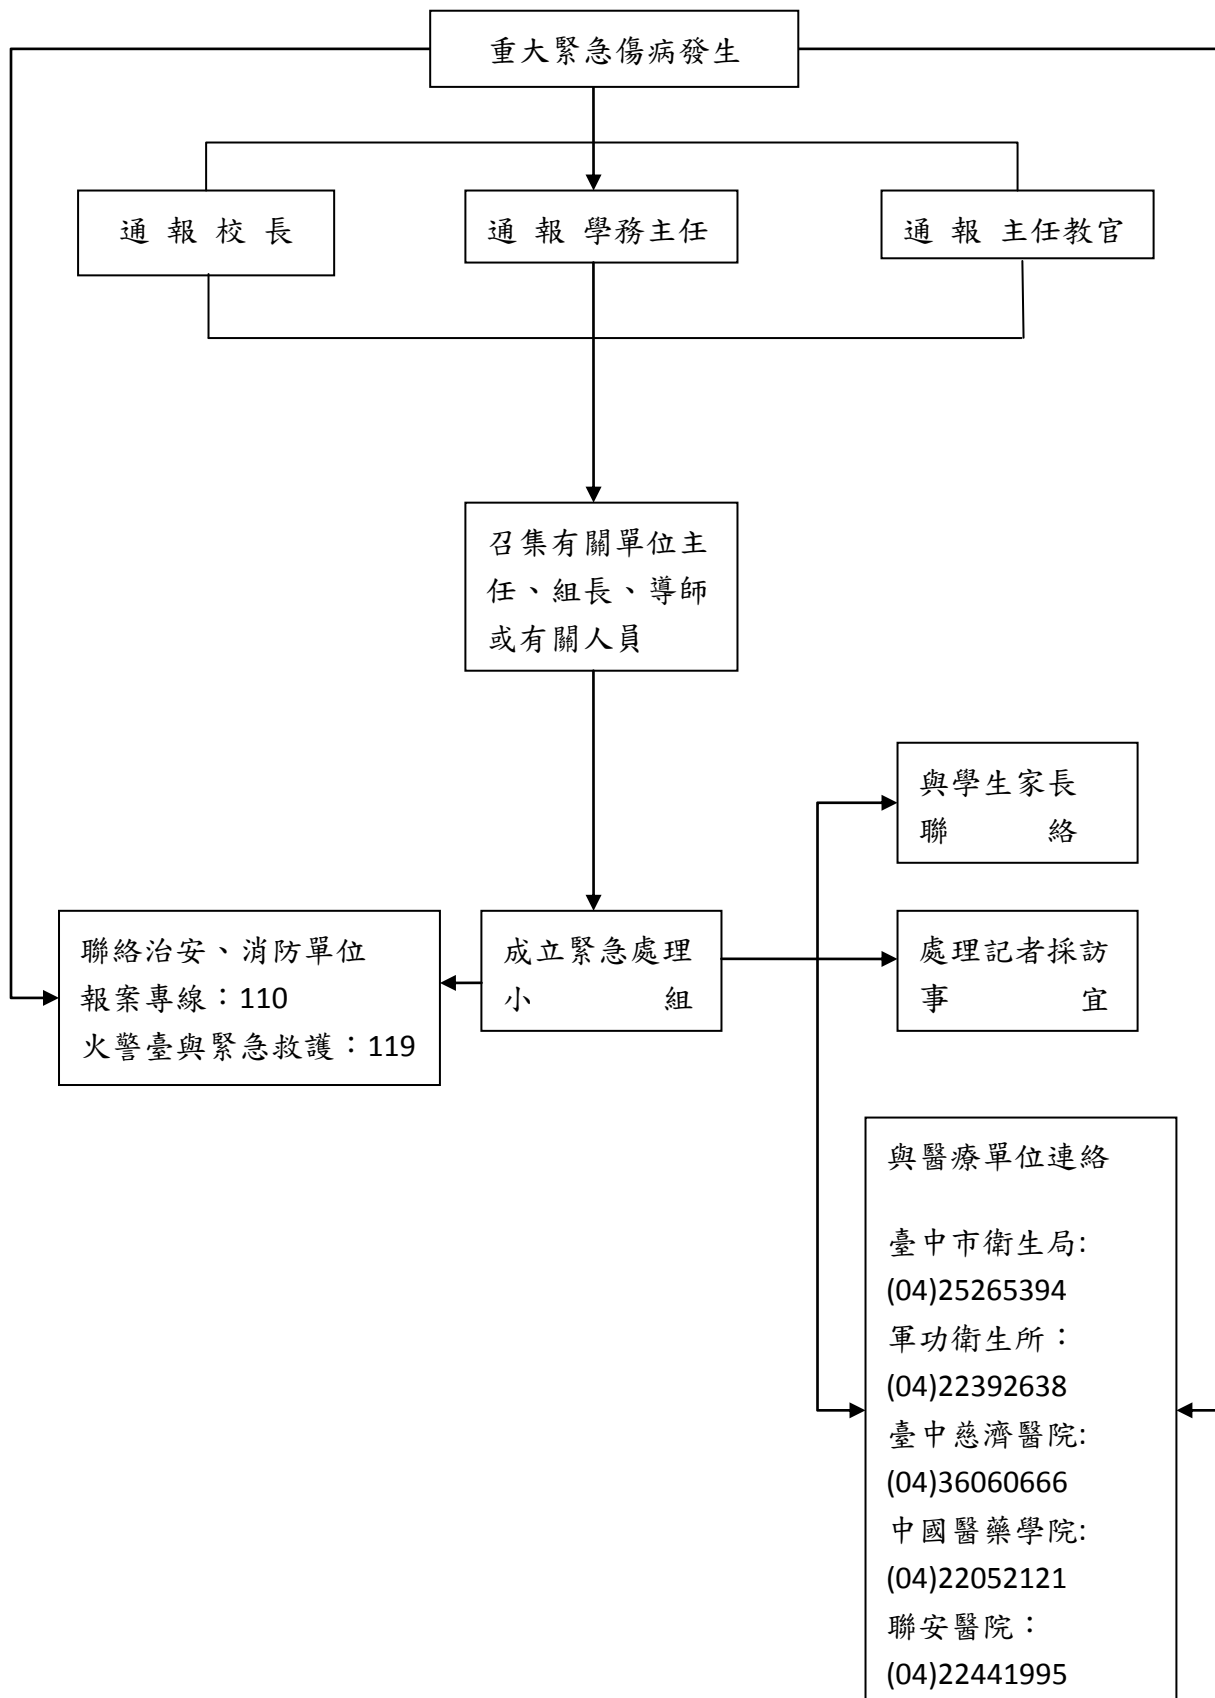 重大緊急傷病發生
通 報 校 長
通 報 學務主任
通 報 主任教官
召集有關單位主
任、組長、導師
或有關人員
與學生家長
聯 絡
聯絡治安、消防單位
報案專線：110
火警臺與緊急救護：119
成立緊急處理
小 組
處理記者採訪
事 宜
與醫療單位連絡
臺中市衛生局:
(04)25265394
軍功衛生所：
(04)22392638
臺中慈濟醫院:
(04)36060666
中國醫藥學院:
(04)22052121
聯安醫院：
(04)22441995